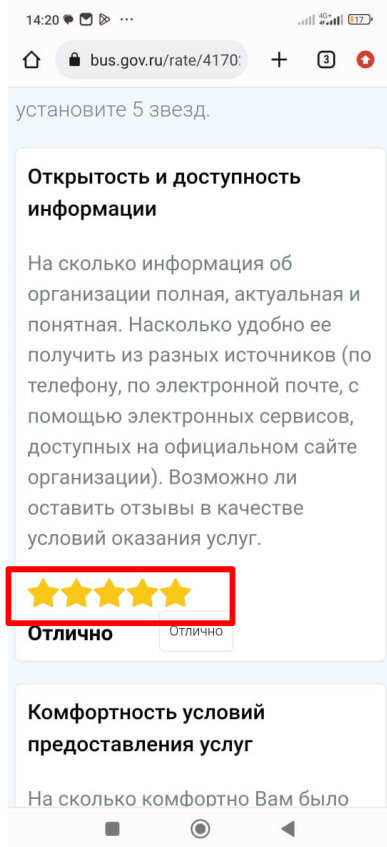 14:20
4G+
17
bus.gov.ru/rate/4170
3
установите 5 звезд.
Открытость и доступность
информации
На сколько информация об
организации полная, актуальная и
понятная. Насколько удобно ее
получить из разных источников (по
телефону, по электронной почте, с
помощью электронных сервисов,
доступных на официальном сайте
организации). Возможно ли
оставить отзывы в качестве
условий оказания услуг.
Отлично
Отлично
Комфортность условий
предоставления услуг
На сколько комфортно Вам было